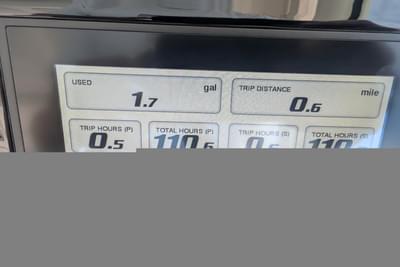 USED gal TRIP DISTANCE mile
1.7 0.6
TRIP HOURS (P) TOTAL HOURS (P) TRIP HOURS (S) TOTAL HOURS (S)
0.5